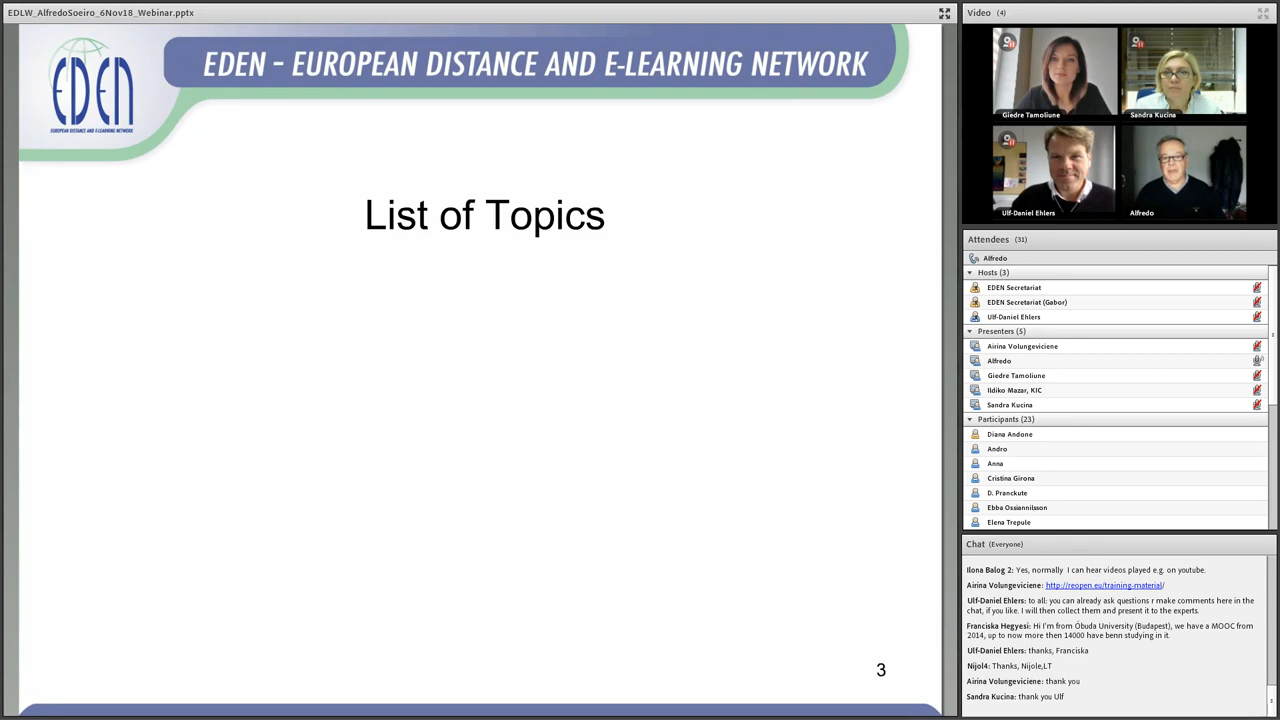 EDLW_AlfredoSoeiro_6Nov18_Webinar.pptx
EDEN
EUROPEAN DISTANCE AND E-LEARNING NETWORK
EDEN – EUROPEAN DISTANCE AND E-LEARNING NETWORK
List of Topics
3
Video (4)
Giedre Tamoliune
Sandra Kucina
Ulf-Daniel Ehlers
Alfredo
Attendees (31)
Alfredo
Hosts (3)
EDEN Secretariat
EDEN Secretariat (Gabor)
Ulf-Daniel Ehlers
Presenters (5)
Airina Volungeviciene
Alfredo
Giedre Tamoliune
Ildiko Mazar, KIC
Sandra Kucina
Participants (23)
Diana Andone
Andro
Anna
Cristina Girona
D. Pranckute
Ebba Ossiannilsson
Elena Trepule
Chat (Everyone)
Ilona Balog 2: Yes, normally I can hear videos played e.g. on youtube.
Airina Volungeviciene: http://reopen.eu/training-material/
Ulf-Daniel Ehlers: to all: you can already ask questions r make comments here in the
chat, if you like. I will then collect them and present it to the experts.
Franciska Hegyesi: Hi I'm from Óbuda University (Budapest), we have a MOOC from
2014, up to now more then 14000 have benn studying in it.
Ulf-Daniel Ehlers: thanks, Franciska
Nijol4: Thanks, Nijole,LT
Airina Volungeviciene: thank you
Sandra Kucina: thank you Ulf